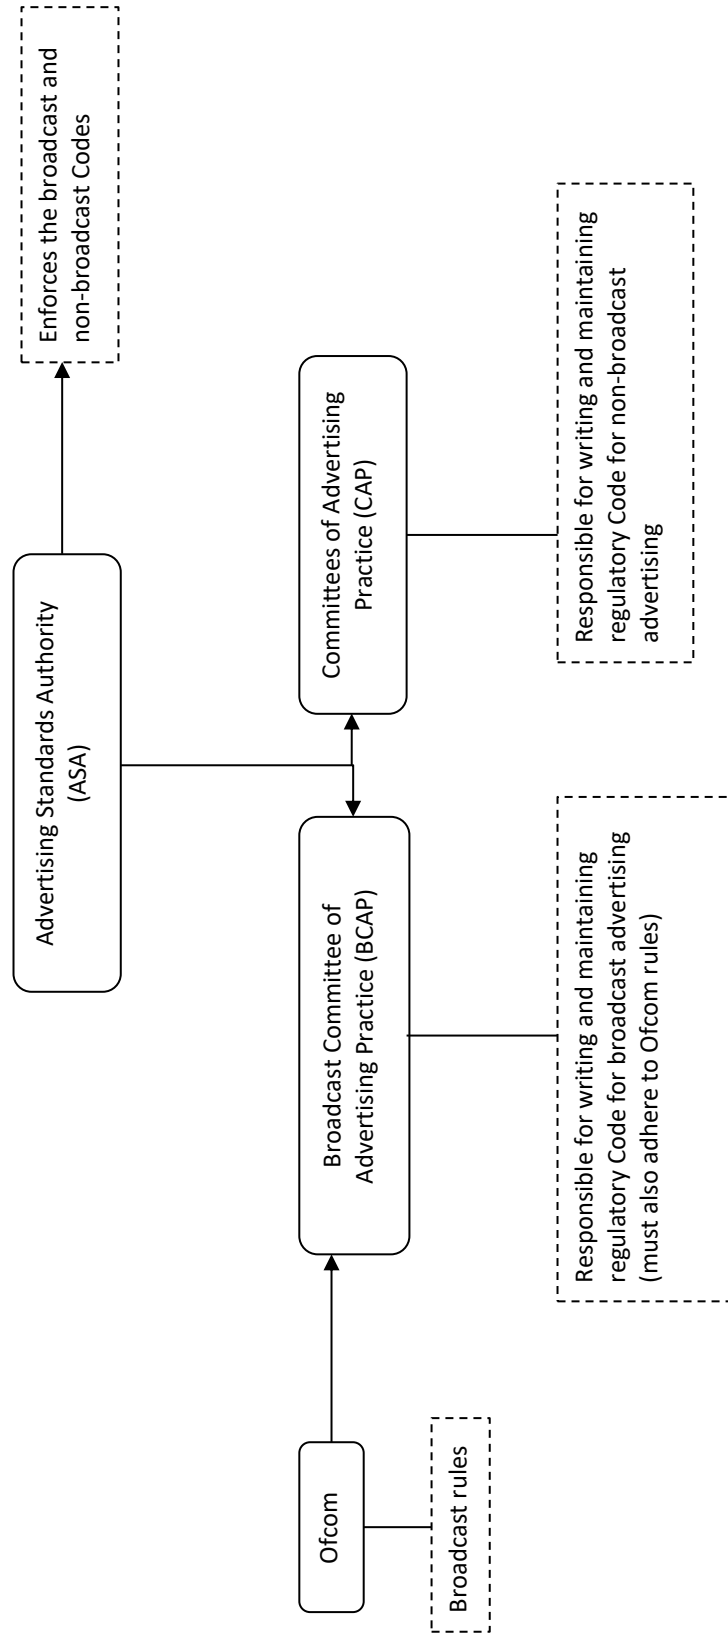 Advertising Standards Authority
(ASA)
Enforces the broadcast and
non-broadcast Codes
Ofcom
Broadcast rules
Broadcast Committee of
Advertising Practice (BCAP)
Committees of Advertising
Practice (CAP)
Responsible for writing and maintaining
regulatory Code for broadcast advertising
(must also adhere to Ofcom rules)
Responsible for writing and maintaining
regulatory Code for non-broadcast
advertising